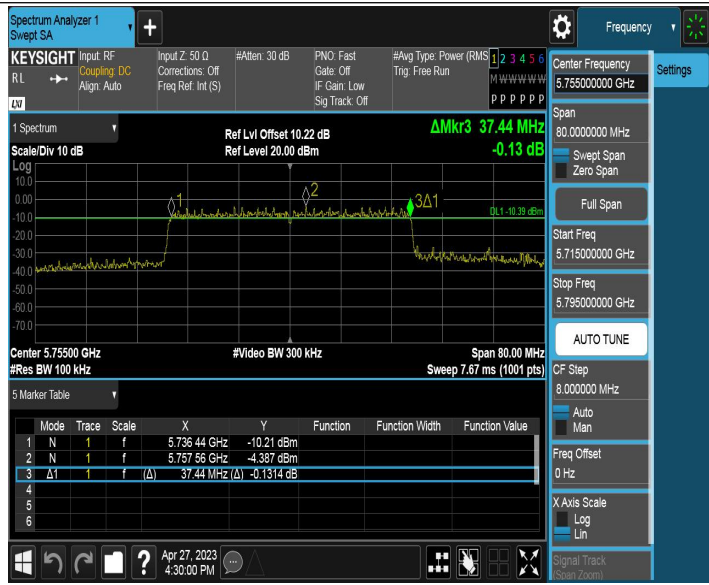 Spectrum Analyzer 1
Swept SA
+
Frequency
KEYSIGHT Input: RF Input Z: 50 Ω #Atten: 30 dB PNO: Fast #Avg Type: Power (RMS 1 2 3 4 5 6
RL Coupling: DC Corrections: Off Gate: Off Trig: Free Run
Align: Auto Freq Ref: Int (S) IF Gain: Low M W W W W W
LXI Sig Track: Off P P P P P P
1 Spectrum
Ref Lvl Offset 10.22 dB ΔMkr3 37.44 MHz
Scale/Div 10 dB Ref Level 20.00 dBm -0.13 dB
Log
10.0
0.00
-10.0
-20.0
-30.0
-40.0
-50.0
-60.0
-70.0
1
2
3Δ1
DL1 -10.39 dBm
Center 5.75500 GHz #Video BW 300 kHz Span 80.00 MHz
#Res BW 100 kHz Sweep 7.67 ms (1001 pts)
5 Marker Table
Mode Trace Scale X Y Function Function Width Function Value
1 N 1 f 5.736 44 GHz -10.21 dBm
2 N 1 f 5.757 56 GHz -4.387 dBm
3 Δ1 1 f (Δ) 37.44 MHz (Δ) -0.1314 dB
4
5
6
? Apr 27, 2023
4:30:00 PM
Center Frequency
5.755000000 GHz
Settings
Span
80.0000000 MHz
Swept Span
Zero Span
Full Span
Start Freq
5.715000000 GHz
Stop Freq
5.795000000 GHz
AUTO TUNE
CF Step
8.000000 MHz
Auto
Man
Freq Offset
0 Hz
X Axis Scale
Log
Lin
Signal Track
(Span Zoom)